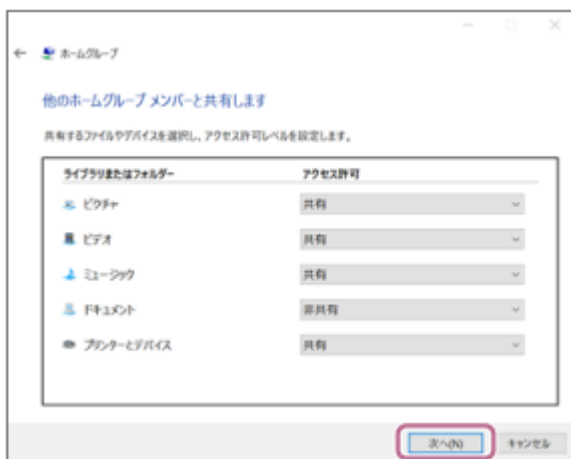 ホームグループ
他のホームグループ メンバーと共有します
共有するファイルやデバイスを選択し、アクセス許可レベルを設定します。
ライブラリまたはフォルダー アクセス許可
ピクチャ 共有
ビデオ 共有
ミュージック 共有
ドキュメント 非共有
プリンターとデバイス 共有
次へ(N) キャンセル